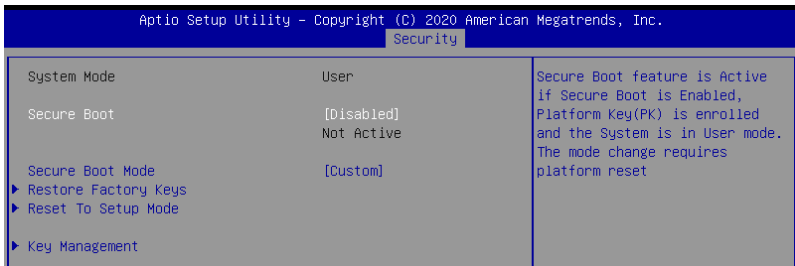 Aptio Setup Utility – Copyright (C) 2020 American Megatrends, Inc.
Security
System Mode User
Secure Boot [Disabled]
Not Active
Secure Boot Mode [Custom]
Restore Factory Keys
Reset To Setup Mode
Key Management
Secure Boot feature is Active
if Secure Boot is Enabled,
Platform Key(PK) is enrolled
and the System is in User mode.
The mode change requires
platform reset